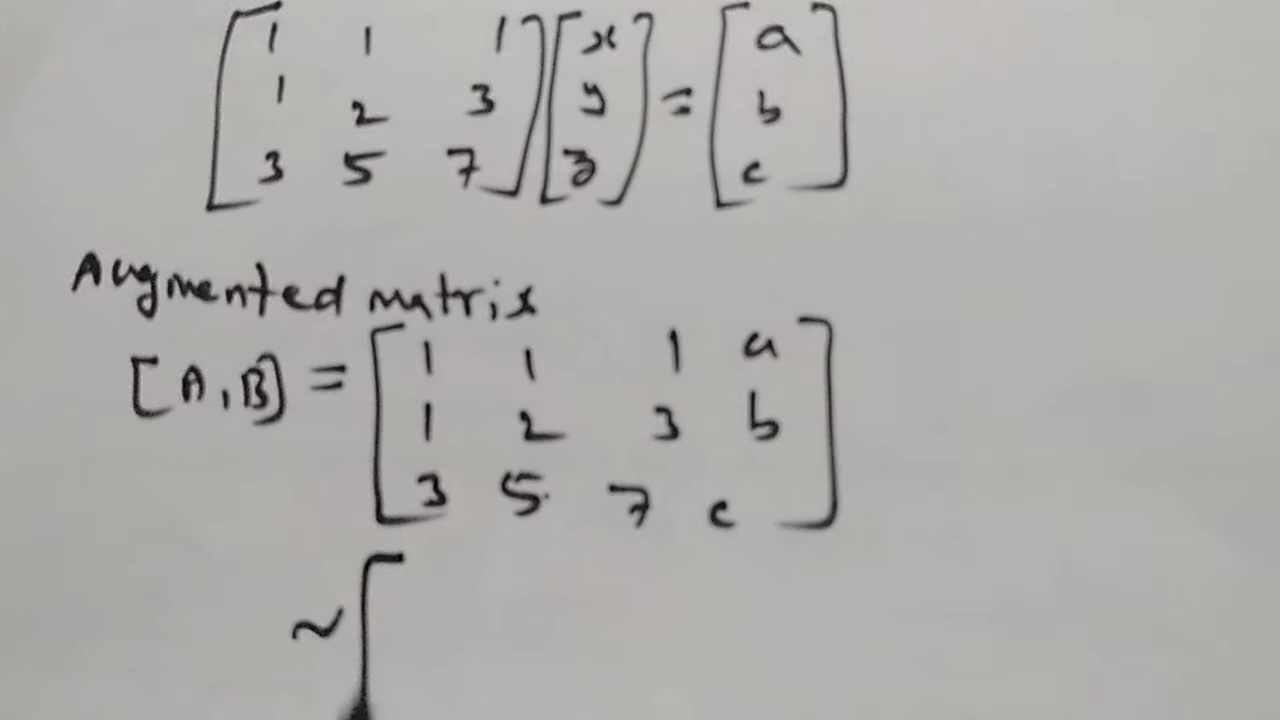 [1 1 1] [x] = [a]
[1 2 3] [y] [b]
[3 5 7] [z] [c]
Augmented matrix
[A,B] = [1 1 1 a]
[1 2 3 b]
[3 5 7 c]
~[